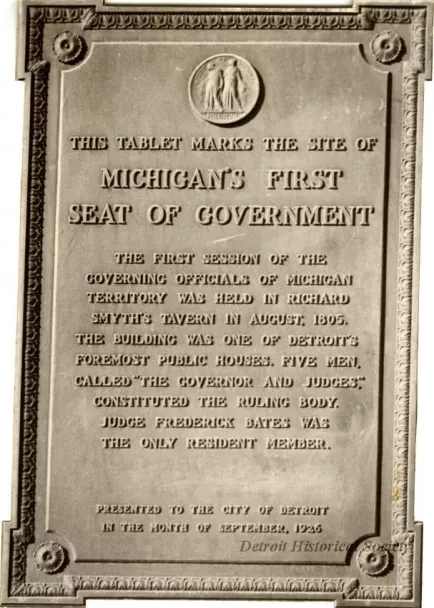 THIS TABLET MARKS THE SITE OF
MICHIGAN'S FIRST
SEAT OF GOVERNMENT
THE FIRST SESSION OF THE
GOVERNING OFFICIALS OF MICHIGAN
TERRITORY WAS HELD IN RICHARD
SMYTH'S TAVERN IN AUGUST, 1805.
THE BUILDING WAS ONE OF DETROIT'S
FOREMOST PUBLIC HOUSES. FIVE MEN,
CALLED "THE GOVERNOR AND JUDGES,"
CONSTITUTED THE RULING BODY.
JUDGE FREDERICK BATES WAS
THE ONLY RESIDENT MEMBER.
PRESENTED TO THE CITY OF DETROIT
IN THE MONTH OF SEPTEMBER, 1926
Detroit Historical Society